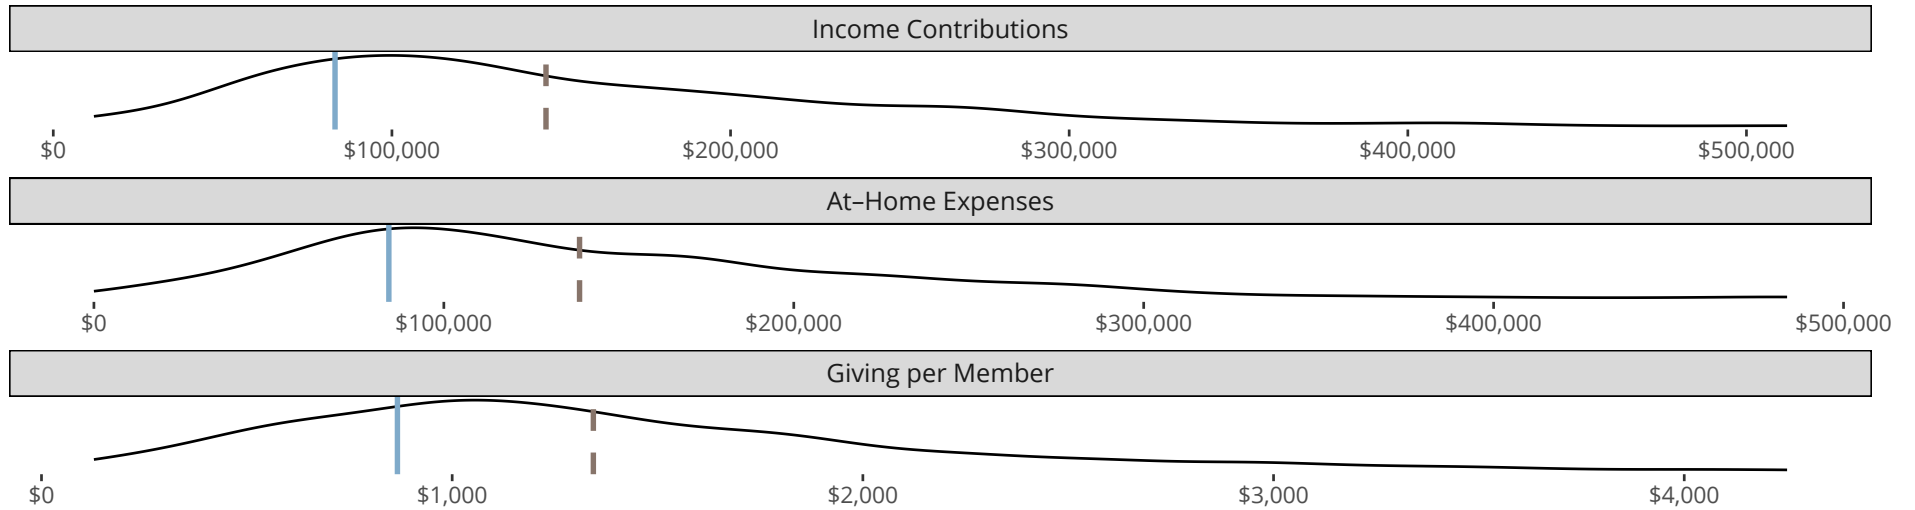 Income Contributions
$0 $100,000 $200,000 $300,000 $400,000 $500,000
At–Home Expenses
$0 $100,000 $200,000 $300,000 $400,000 $500,000
Giving per Member
$0 $1,000 $2,000 $3,000 $4,000